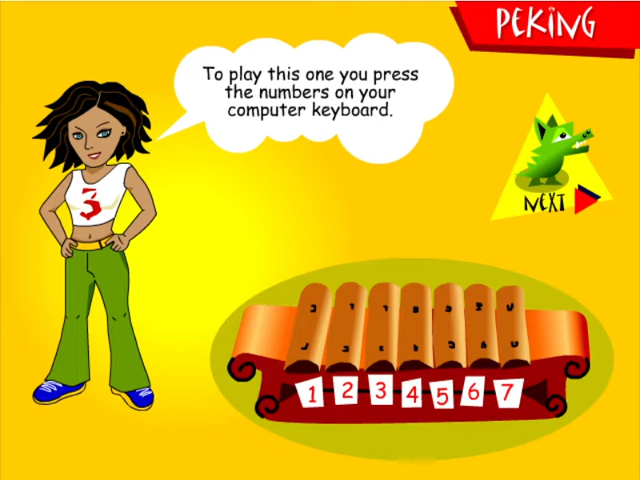 PEKING
To play this one you press
the numbers on your
computer keyboard.
3
NEXT
1 2 3 4 5 6 7